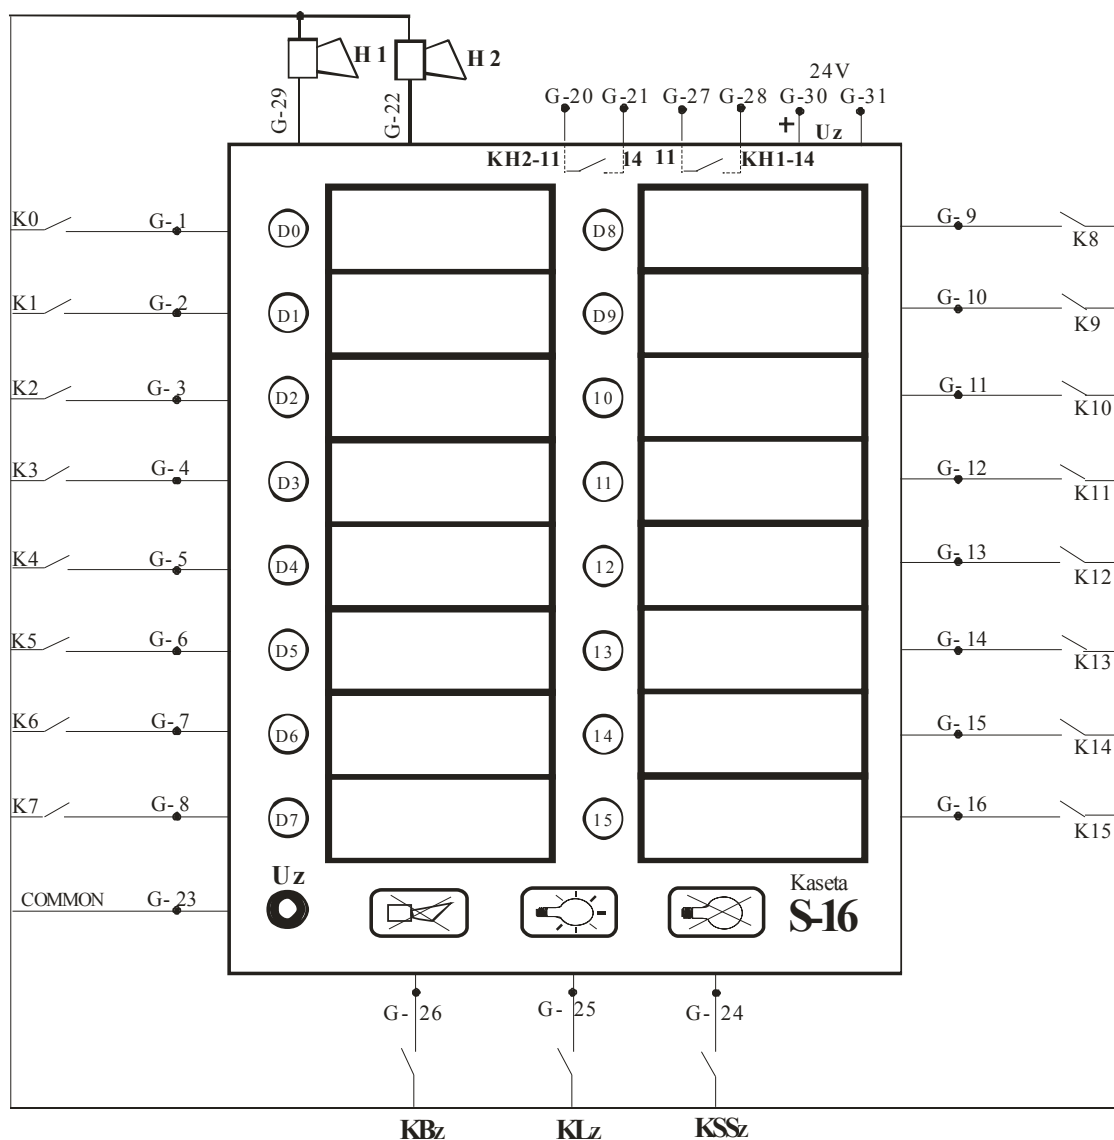 H 1
H 2
G-29
G-22
24V
G-20 G-21 G-27 G-28 G-30 G-31
+ Uz
KH2-11 14 11 KH1-14
K0 G-1 D0 D8 G-9 K8
K1 G-2 D1 D9 G-10 K9
K2 G-3 D2 10 G-11 K10
K3 G-4 D3 11 G-12 K11
K4 G-5 D4 12 G-13 K12
K5 G-6 D5 13 G-14 K13
K6 G-7 D6 14 G-15 K14
K7 G-8 D7 15 G-16 K15
Uz
COMMON G-23
Kaseta
S-16
G-26 G-25 G-24
KBz KLz KSSz